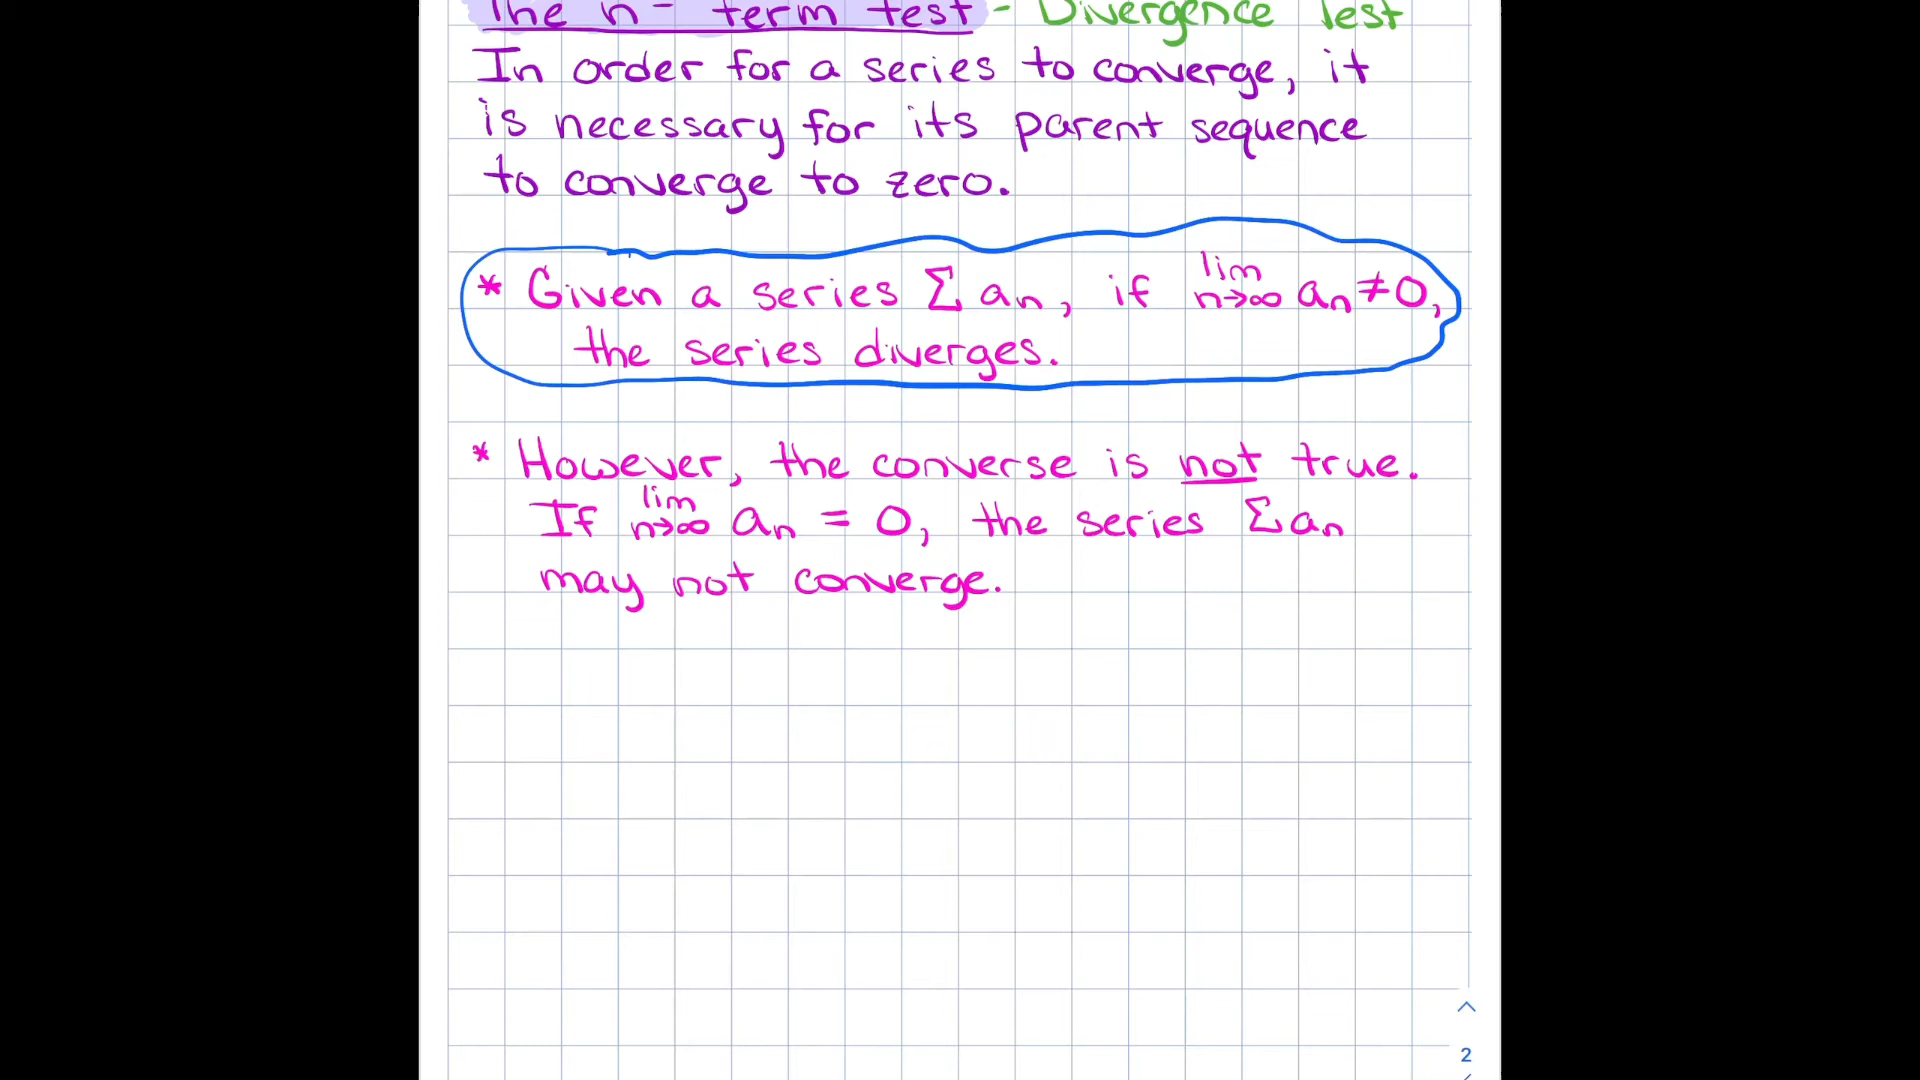 The n- term test - Divergence Test
In order for a series to converge, it
is necessary for its parent sequence
to converge to zero.
* Given a series Σ aₙ, if lim n→∞ aₙ ≠ 0,
the series diverges.
* However, the converse is not true.
If lim n→∞ aₙ = 0, the series Σ aₙ
may not converge.
2